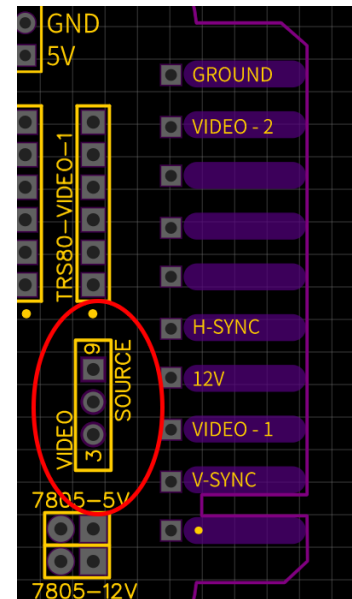 GND
5V
GROUND
VIDEO - 2
TRS80-VIDEO-1
H-SYNC
12V
VIDEO - 1
V-SYNC
9
SOURCE
VIDEO
3
7805-5V
7805-12V